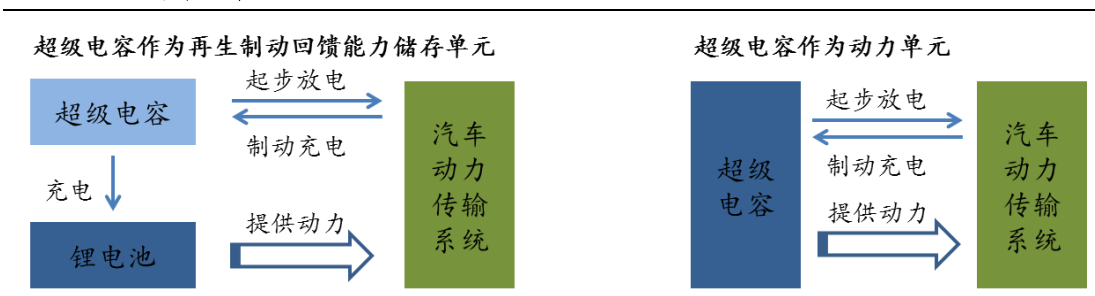 超级电容作为再生制动回馈能力储存单元
超级电容
起步放电
制动充电
充电
锂电池
提供动力
汽车
动力
传输
系统
超级电容作为动力单元
超级
电容
起步放电
制动充电
提供动力
汽车
动力
传输
系统